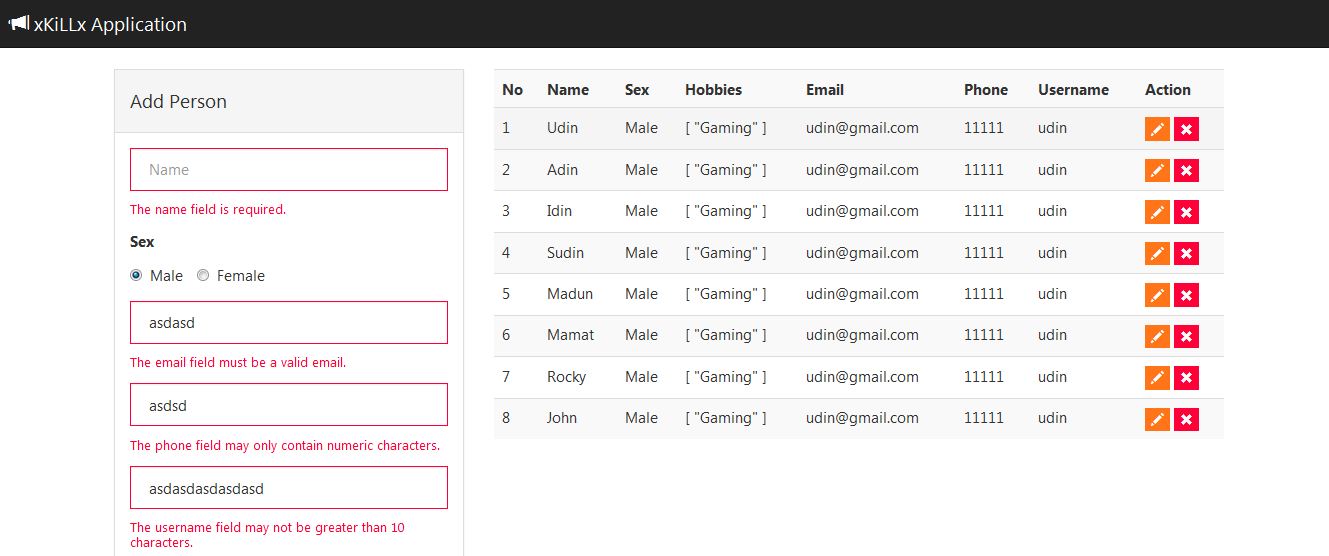 xKiLLx Application
Add Person
Name
The name field is required.
Sex
Male Female
asdasd
The email field must be a valid email.
asdsd
The phone field may only contain numeric characters.
asdasdasdasdasd
The username field may not be greater than 10
characters.
No Name Sex Hobbies Email Phone Username Action
1 Udin Male [ "Gaming" ] udin@gmail.com 11111 udin
2 Adin Male [ "Gaming" ] udin@gmail.com 11111 udin
3 Idin Male [ "Gaming" ] udin@gmail.com 11111 udin
4 Sudin Male [ "Gaming" ] udin@gmail.com 11111 udin
5 Madun Male [ "Gaming" ] udin@gmail.com 11111 udin
6 Mamat Male [ "Gaming" ] udin@gmail.com 11111 udin
7 Rocky Male [ "Gaming" ] udin@gmail.com 11111 udin
8 John Male [ "Gaming" ] udin@gmail.com 11111 udin